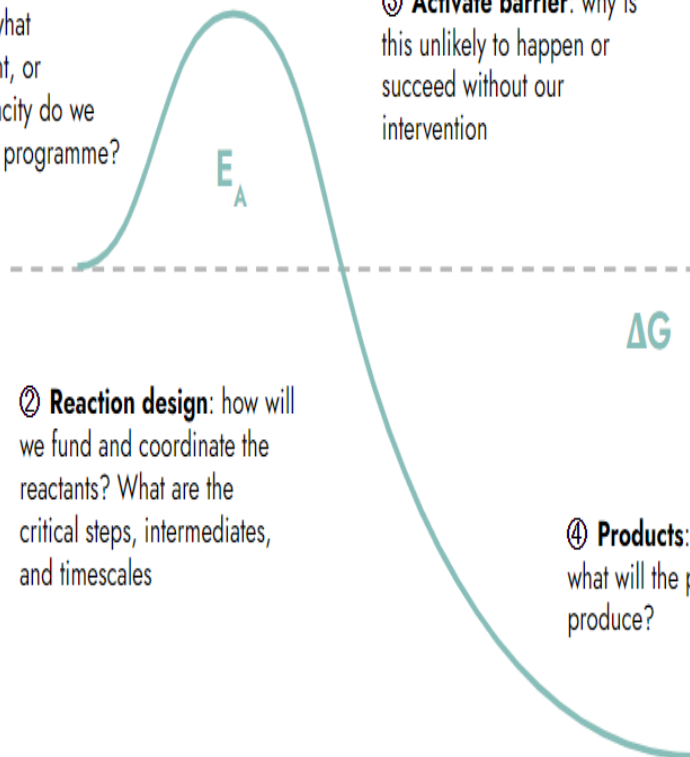 what
or
do we
programme?
③ Activate barrier: why is
this unlikely to happen or
succeed without our
intervention
E
A
ΔG
② Reaction design: how will
we fund and coordinate the
reactants? What are the
critical steps, intermediates,
and timescales
④ Products:
what will the
produce?